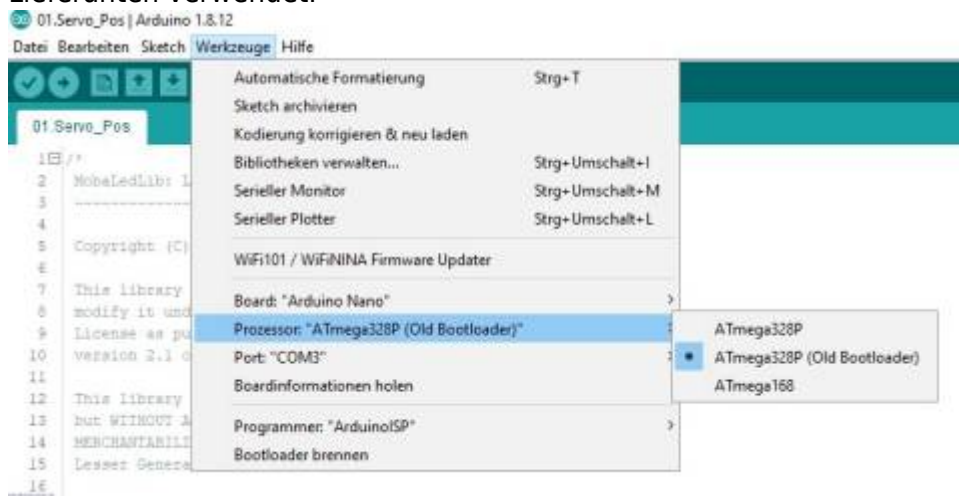 Lieferanten verwendet.
01.Servo_Pos | Arduino 1.8.12
Datei Bearbeiten Sketch Werkzeuge Hilfe
01.Servo_Pos
Automatische Formatierung Strg+T
Sketch archivieren
Kodierung korrigieren & neu laden
Bibliotheken verwalten... Strg+Umschalt+I
Serieller Monitor Strg+Umschalt+M
Serieller Plotter Strg+Umschalt+L
WiFi101 / WiFiNINA Firmware Updater
Board: "Arduino Nano"
Prozessor: "ATmega328P (Old Bootloader)"
Port: "COM3"
Boardinformationen holen
Programmer: "ArduinoISP"
Bootloader brennen
ATmega328P
ATmega328P (Old Bootloader)
ATmega168
1 /*
2 MobaLedLib: L
3 -------------
4
5 Copyright (C)
6
7 This library
8 modify it und
9 License as pu
10 version 2.1 o
11
12 This library
13 but WITHOUT A
14 MERCHANTABILI
15 Lesser Genera
16